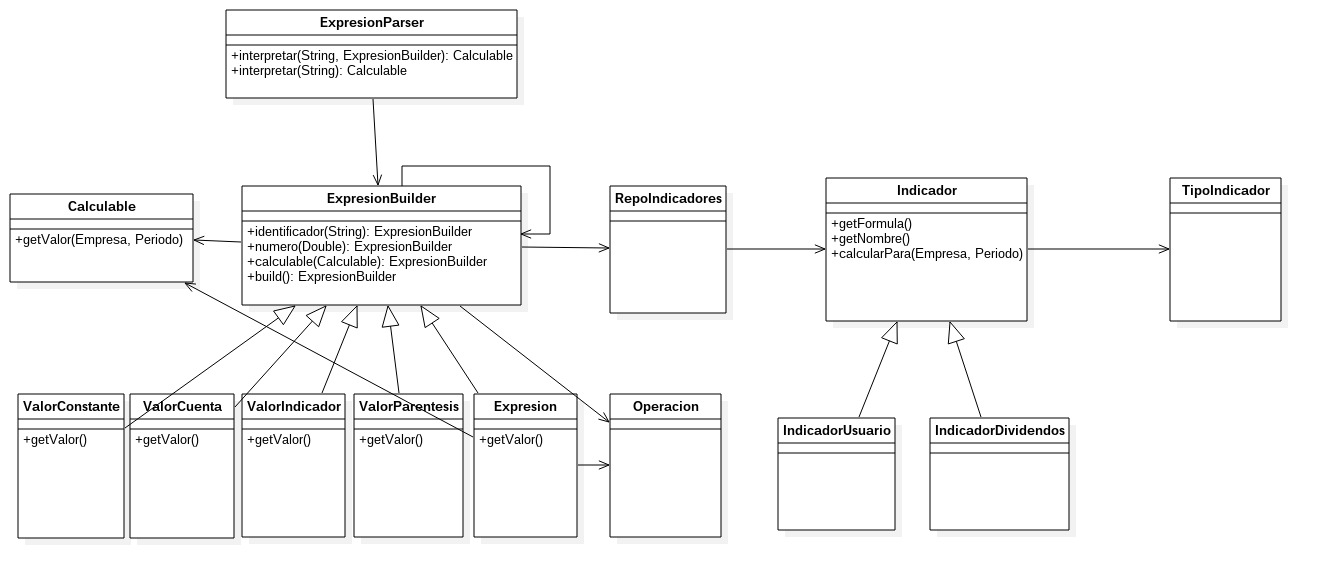 ExpresionParser
+interpretar(String, ExpresionBuilder): Calculable
+interpretar(String): Calculable
Calculable
+getValor(Empresa, Periodo)
ExpresionBuilder
+identificador(String): ExpresionBuilder
+numero(Double): ExpresionBuilder
+calculable(Calculable): ExpresionBuilder
+build(): ExpresionBuilder
RepoIndicadores
Indicador
+getFormula()
+getNombre()
+calcularPara(Empresa, Periodo)
TipoIndicador
ValorConstante
+getValor()
ValorCuenta
+getValor()
ValorIndicador
+getValor()
ValorParentesis
+getValor()
Expresion
+getValor()
Operacion
IndicadorUsuario
IndicadorDividendos